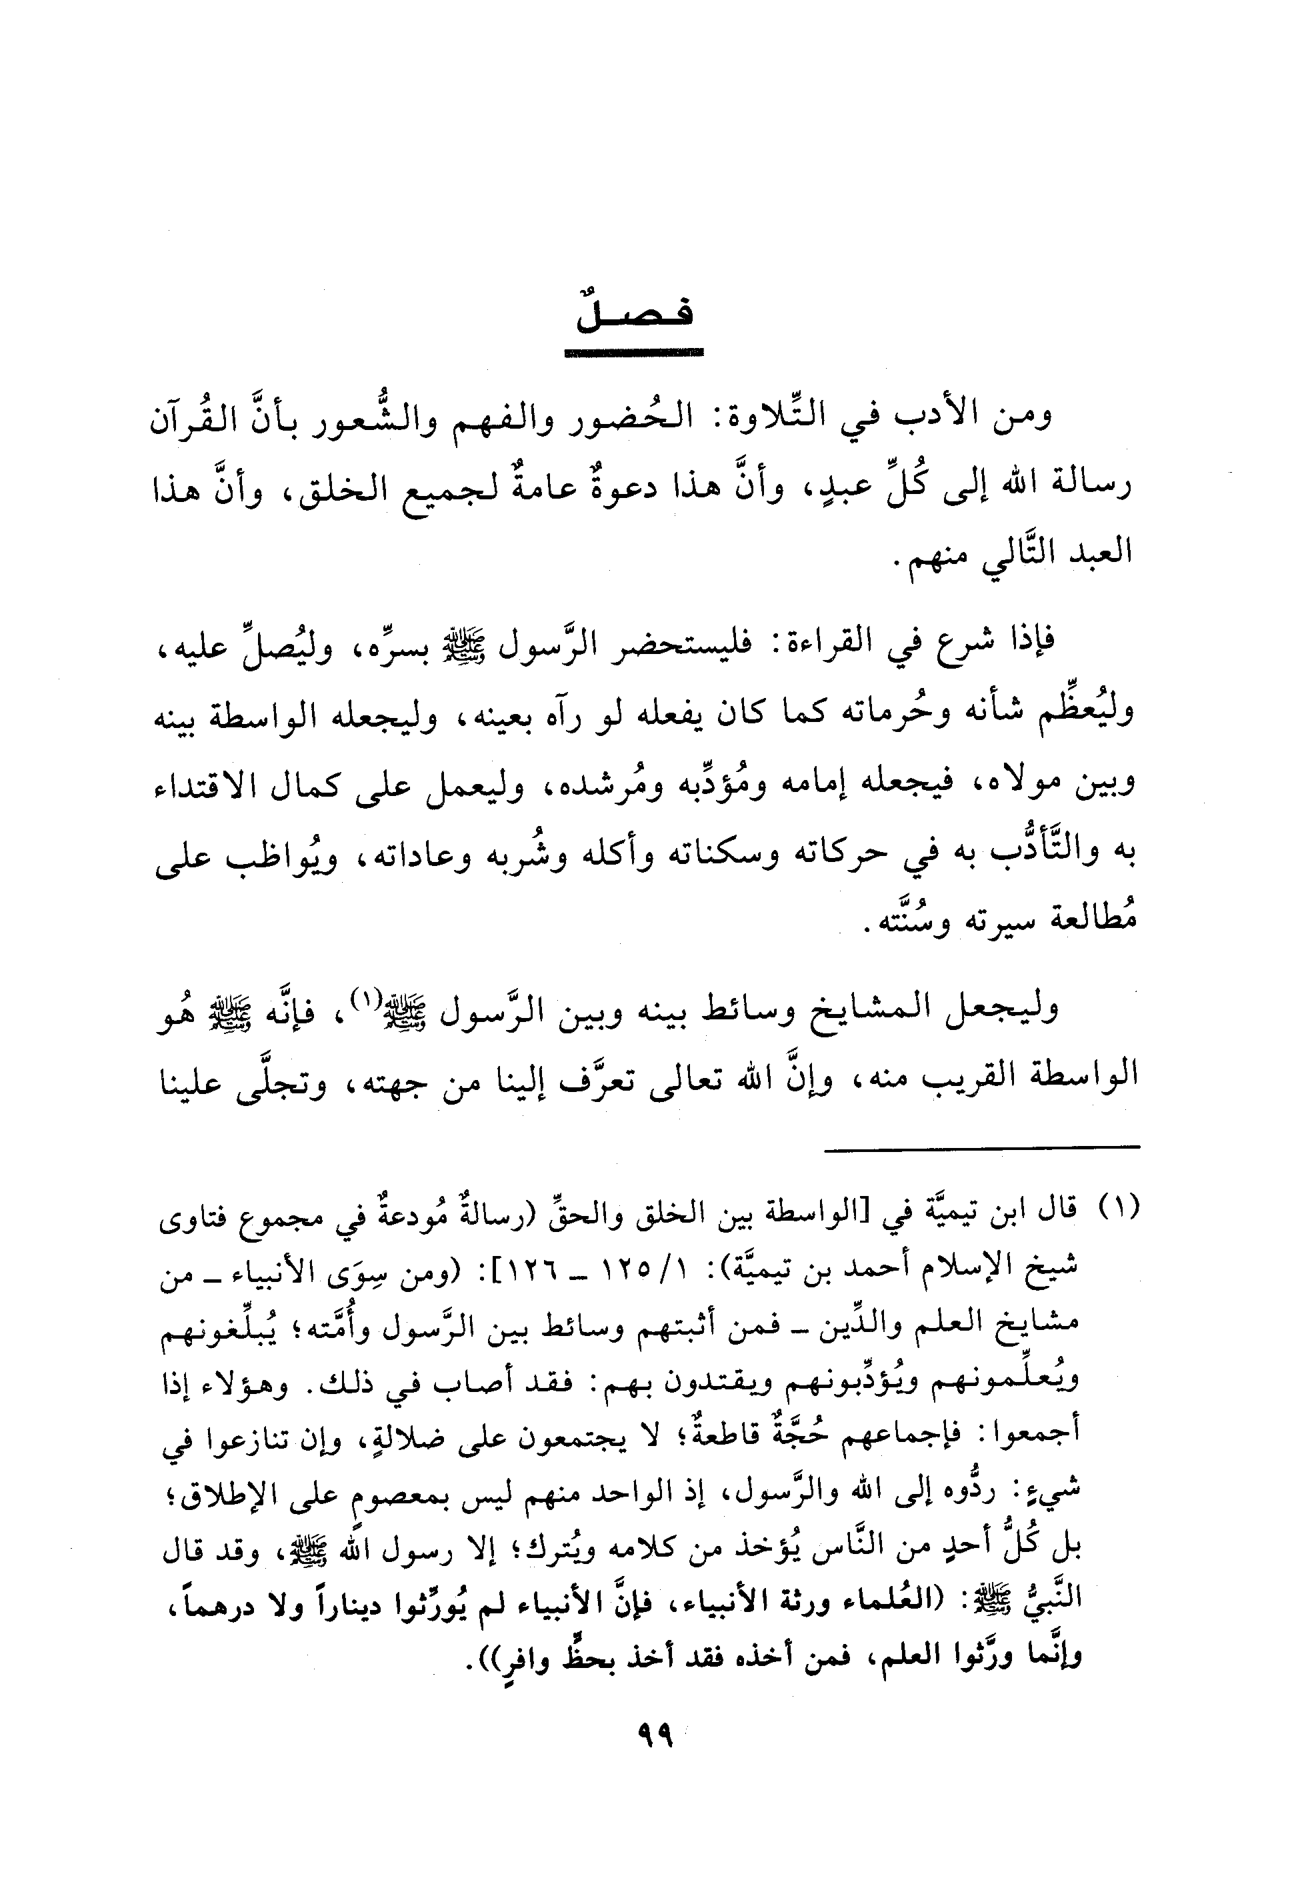 فصلٌ
ومن الأدب في التِّلاوة: الحُضور والفهم والشُّعور بأنَّ القُرآن
رسالة الله إلى كُلِّ عبدٍ، وأنَّ هذا دعوةٌ عامةٌ لجميع الخلق، وأنَّ هذا
العبد التَّالي منهم.
فإذا شرع في القراءة: فليستحضر الرَّسول ﷺ بسرِّه، وليُصلِّ عليه،
وليُعظِّم شأنه وحُرماته كما كان يفعله لو رآه بعينه، وليجعله الواسطة بينه
وبين مولاه، فيجعله إمامه ومُؤدِّبه ومُرشده، وليعمل على كمال الاقتداء
به والتَّأدُّب به في حركاته وسكناته وأكله وشُربه وعاداته، ويُواظب على
مُطالعة سيرته وسُنَّته.
وليجعل المشايخ وسائط بينه وبين الرَّسول ﷺ(١)، فإنَّه ﷺ هُو
الواسطة القريب منه، وإنَّ الله تعالى تعرَّف إلينا من جهته، وتجلَّى علينا
(١) قال ابن تيميَّة في [الواسطة بين الخلق والحقِّ (رسالةٌ مُودعةٌ في مجموع فتاوى
شيخ الإسلام أحمد بن تيميَّة): ١/ ١٢٥ ـ ١٢٦]: (ومن سِوَى الأنبياء ـ من
مشايخ العلم والدِّين ـ فمن أثبتهم وسائط بين الرَّسول وأُمَّته؛ يُبلِّغونهم
ويُعلِّمونهم ويُؤدِّبونهم ويقتدون بهم: فقد أصاب في ذلك. وهؤلاء إذا
أجمعوا: فإجماعهم حُجَّةٌ قاطعةٌ؛ لا يجتمعون على ضلالةٍ، وإن تنازعوا في
شيءٍ: ردُّوه إلى الله والرَّسول، إذ الواحد منهم ليس بمعصومٍ على الإطلاق؛
بل كُلُّ أحدٍ من النَّاس يُؤخذ من كلامه ويُترك؛ إلا رسول الله ﷺ، وقد قال
النَّبيُّ ﷺ: (العُلماء ورثة الأنبياء، فإنَّ الأنبياء لم يُورِّثوا ديناراً ولا درهماً،
وإنَّما ورَّثوا العلم، فمن أخذه فقد أخذ بحظٍّ وافرٍ)).
٩٩